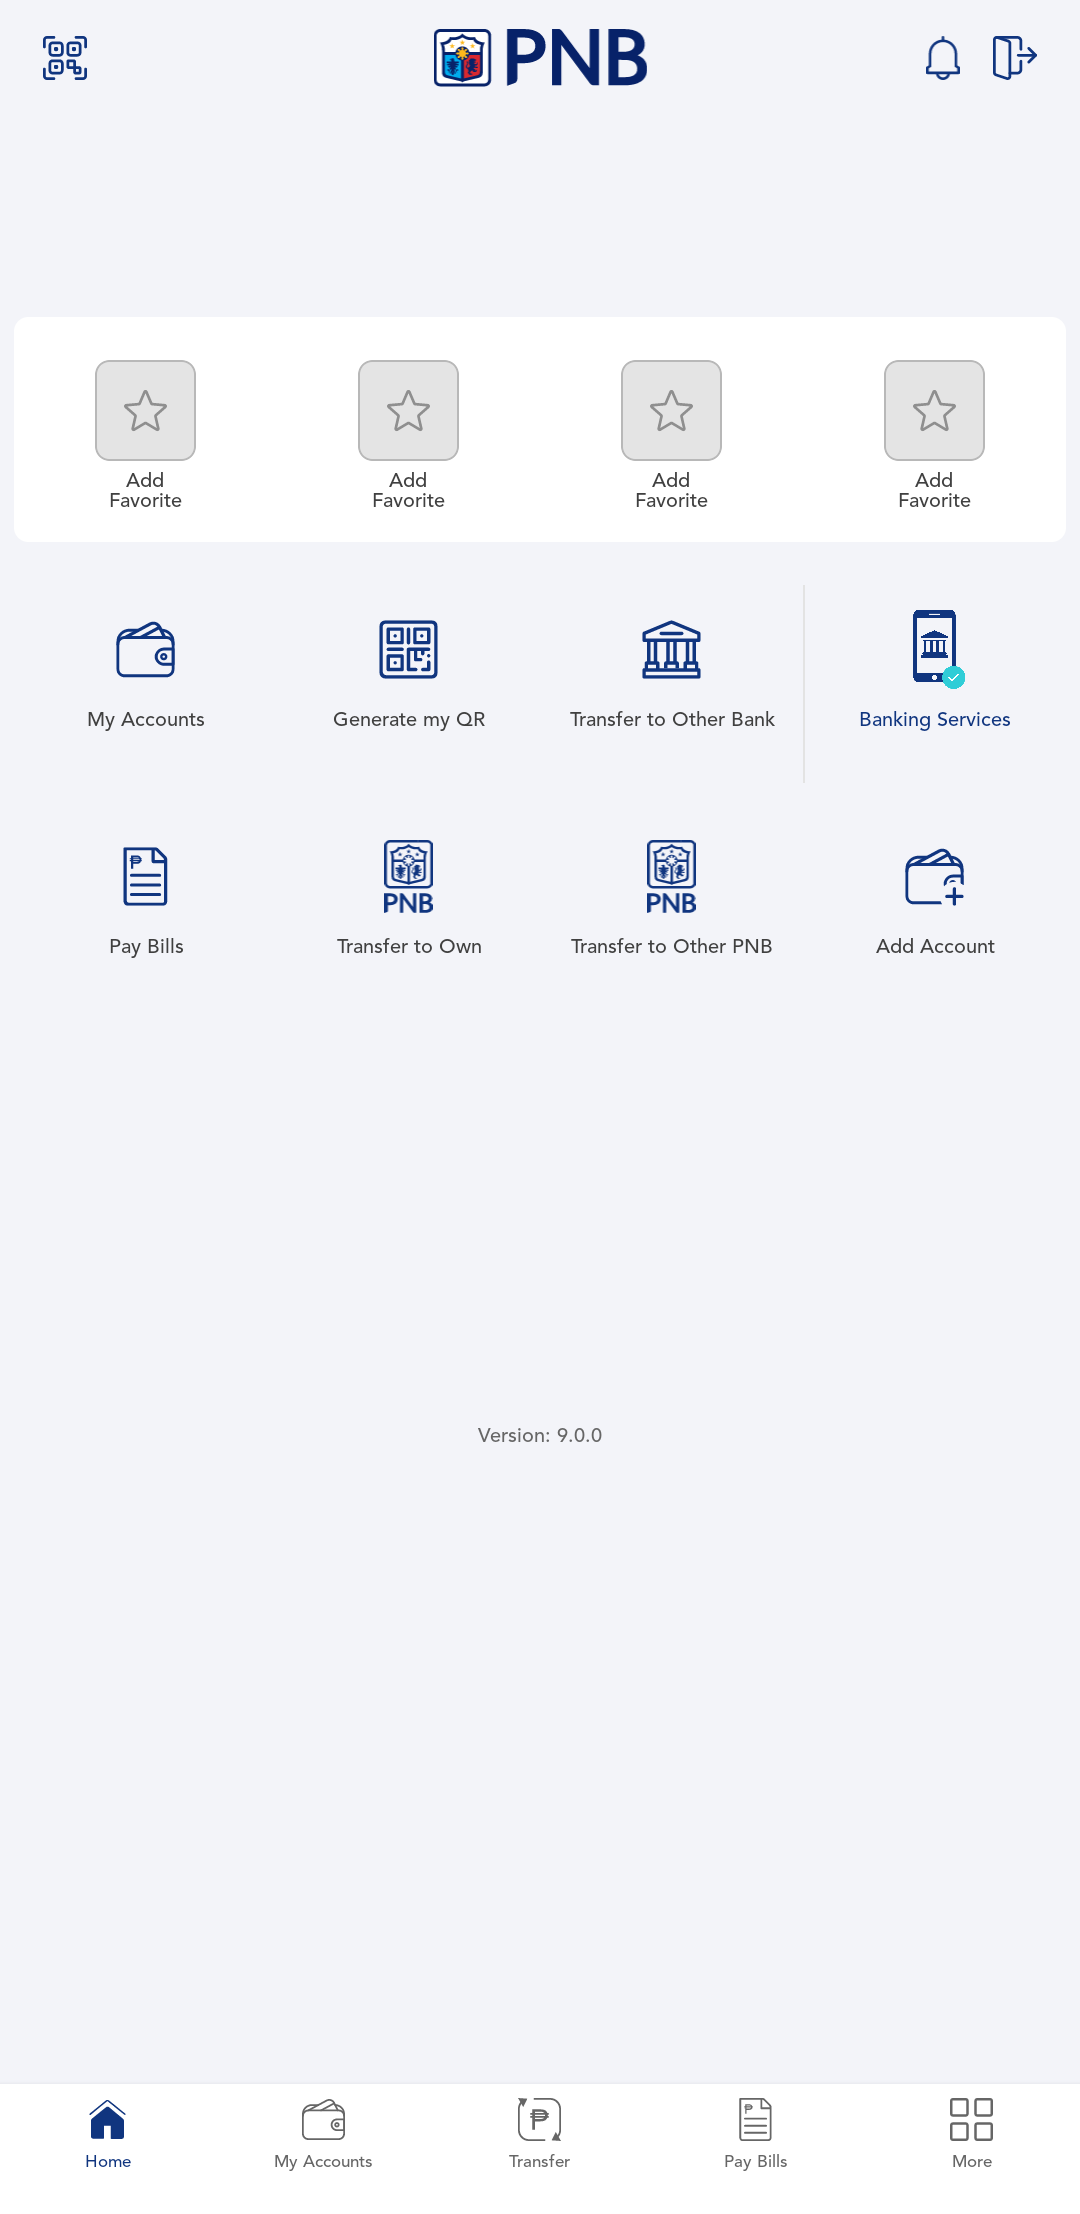 PNB
Add
Favorite
Add
Favorite
Add
Favorite
Add
Favorite
My Accounts
Generate my QR
Transfer to Other Bank
Banking Services
PNB
PNB
Pay Bills
Transfer to Own
Transfer to Other PNB
Add Account
Version: 9.0.0
Home
My Accounts
Transfer
Pay Bills
More